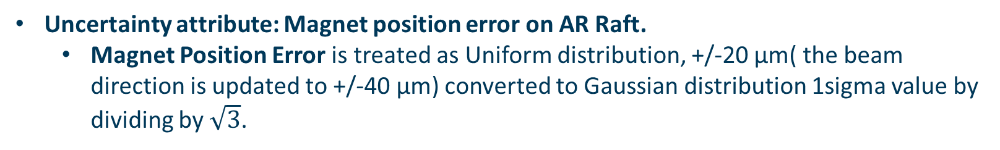 • Uncertainty attribute: Magnet position error on AR Raft.
• Magnet Position Error is treated as Uniform distribution, +/-20 µm( the beam
direction is updated to +/-40 µm) converted to Gaussian distribution 1sigma value by
dividing by √3.